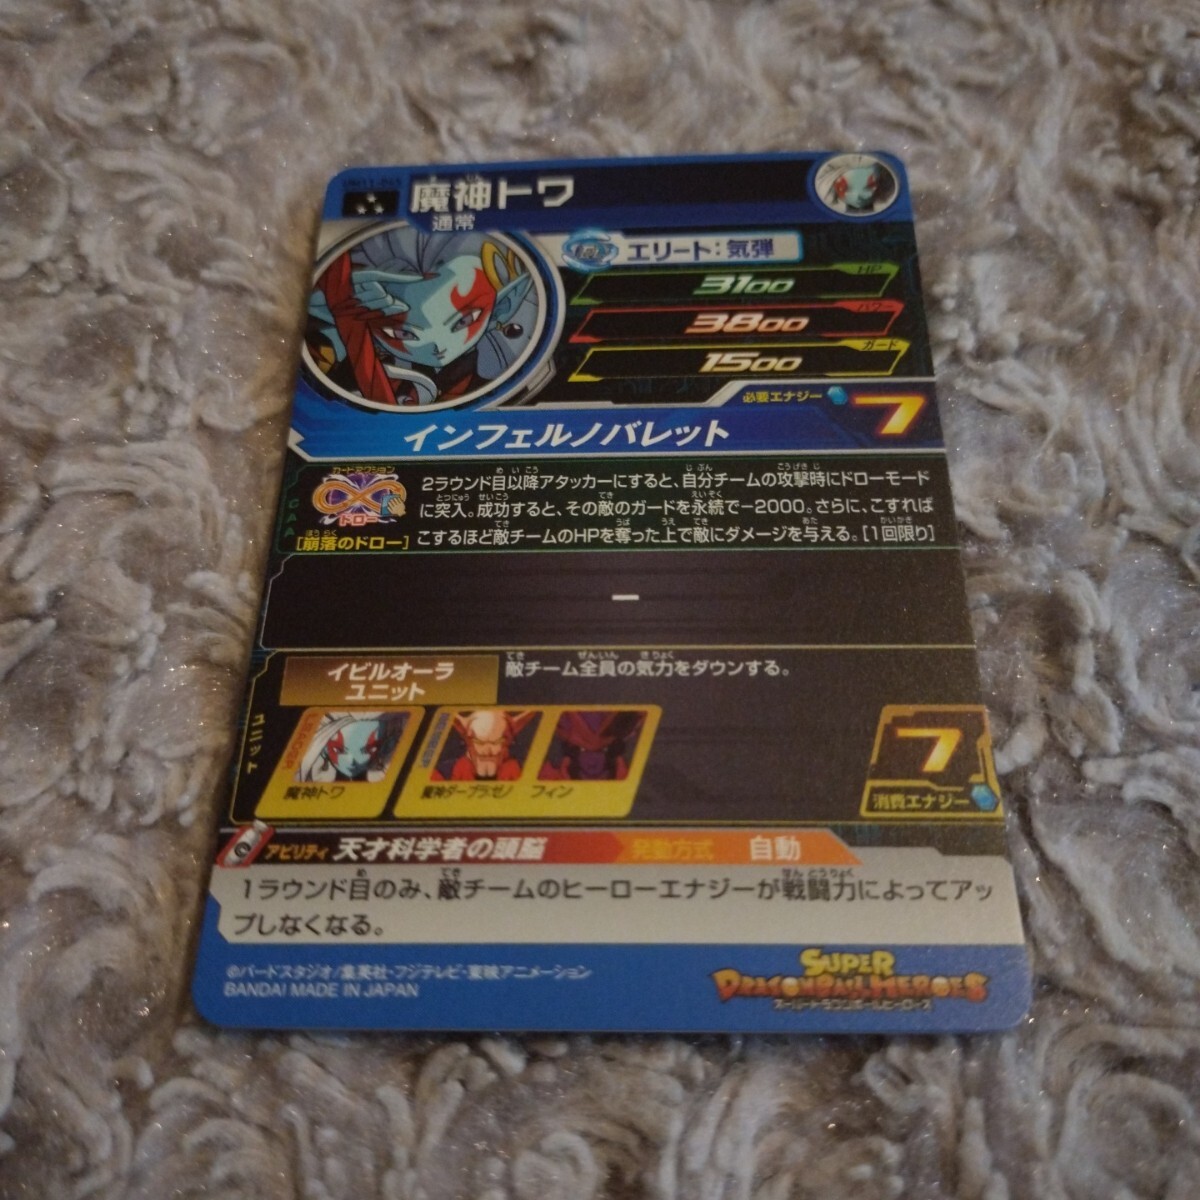 魔神トワ
通常
エリート：気弾
HP
3100
パワー
3800
ガード
1500
必要エナジー 7
インフェルノバレット
CAA
カードアクション
ドロー
[崩落のドロー]
2ラウンド目以降アタッカーにすると、自分チームの攻撃時にドローモード
に突入。成功すると、その敵のガードを永続で−2000。さらに、こすれば
こするほど敵チームのHPを奪った上で敵にダメージを与える。[1回限り]
ー
ユニット
イビルオーラ
ユニット
敵チーム全員の気力をダウンする。
魔神トワ
魔神ダーブラ:ゼノ
フィン
7
消費エナジー
アビリティ 天才科学者の頭脳 発動方式 自動
1ラウンド目のみ、敵チームのヒーローエナジーが戦闘力によってアッ
プしなくなる。
©バードスタジオ/集英社・フジテレビ・東映アニメーション
BANDAI MADE IN JAPAN
SUPER
DRAGONBALL HEROES
スーパードラゴンボールヒーローズ